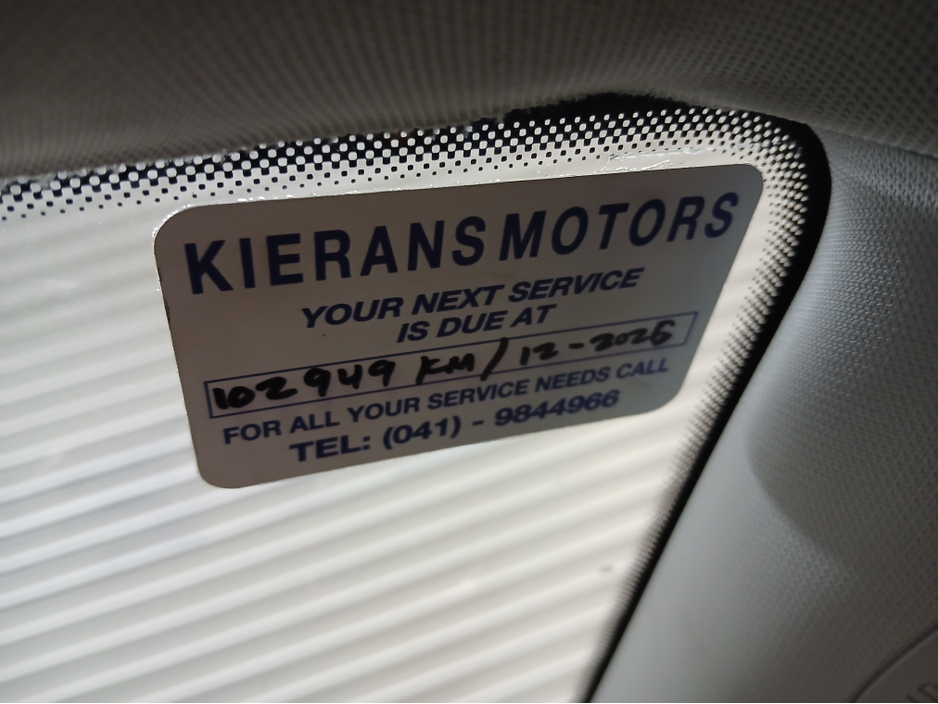 KIERANS MOTORS
YOUR NEXT SERVICE
IS DUE AT
102949 KM / 12-2026
FOR ALL YOUR SERVICE NEEDS CALL
TEL: (041) - 9844966